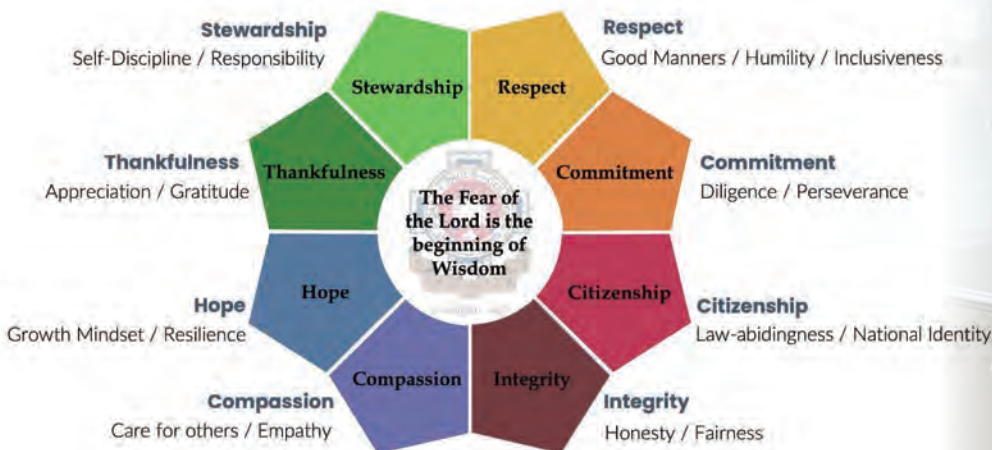 Stewardship
Self-Discipline / Responsibility
Respect
Good Manners / Humility / Inclusiveness
Stewardship
Respect
Thankfulness
Appreciation / Gratitude
Thankfulness
Commitment
Commitment
Diligence / Perseverance
The Fear of
the Lord is the
beginning of
Wisdom
Hope
Citizenship
Hope
Growth Mindset / Resilience
Citizenship
Law-abidingness / National Identity
Compassion
Integrity
Compassion
Care for others / Empathy
Integrity
Honesty / Fairness